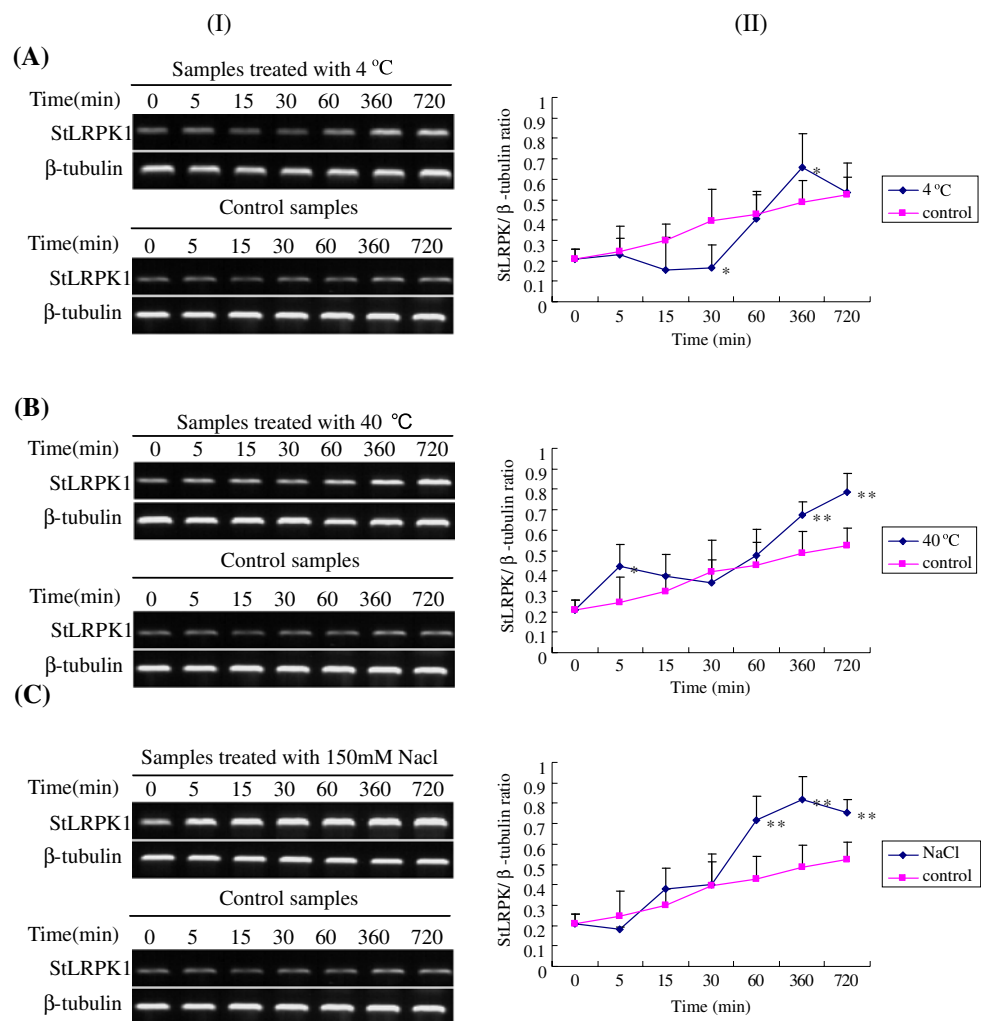 (I)
(II)
(A)
Samples treated with 4 °C
Time(min) 0 5 15 30 60 360 720
StLRPK1
β-tubulin
Control samples
0 5 15 30 60 360 720
StLRPK1
β-tubulin
StLRPK/ β -tubulin ratio
1
0.9
0.8
0.7
0.6
0.5
0.4
0.3
0.2
0.1
0
*
*
0 5 15 30 60 360 720
Time (min)
4 °C
control
(B)
Samples treated with 40 °C
Time(min) 0 5 15 30 60 360 720
StLRPK1
β-tubulin
Control samples
0 5 15 30 60 360 720
StLRPK1
β-tubulin
StLRPK/ β -tubulin ratio
1
0.9
0.8
0.7
0.6
0.5
0.4
0.3
0.2
0.1
0
*
**
**
0 5 15 30 60 360 720
Time (min)
40 °C
control
(C)
Samples treated with 150mM Nacl
Time(min) 0 5 15 30 60 360 720
StLRPK1
β-tubulin
Control samples
Time(min) 0 5 15 30 60 360 720
StLRPK1
β-tubulin
StLRPK/ β -tubulin ratio
1
0.9
0.8
0.7
0.6
0.5
0.4
0.3
0.2
0.1
0
**
**
**
0 5 15 30 60 360 720
Time (min)
NaCl
control